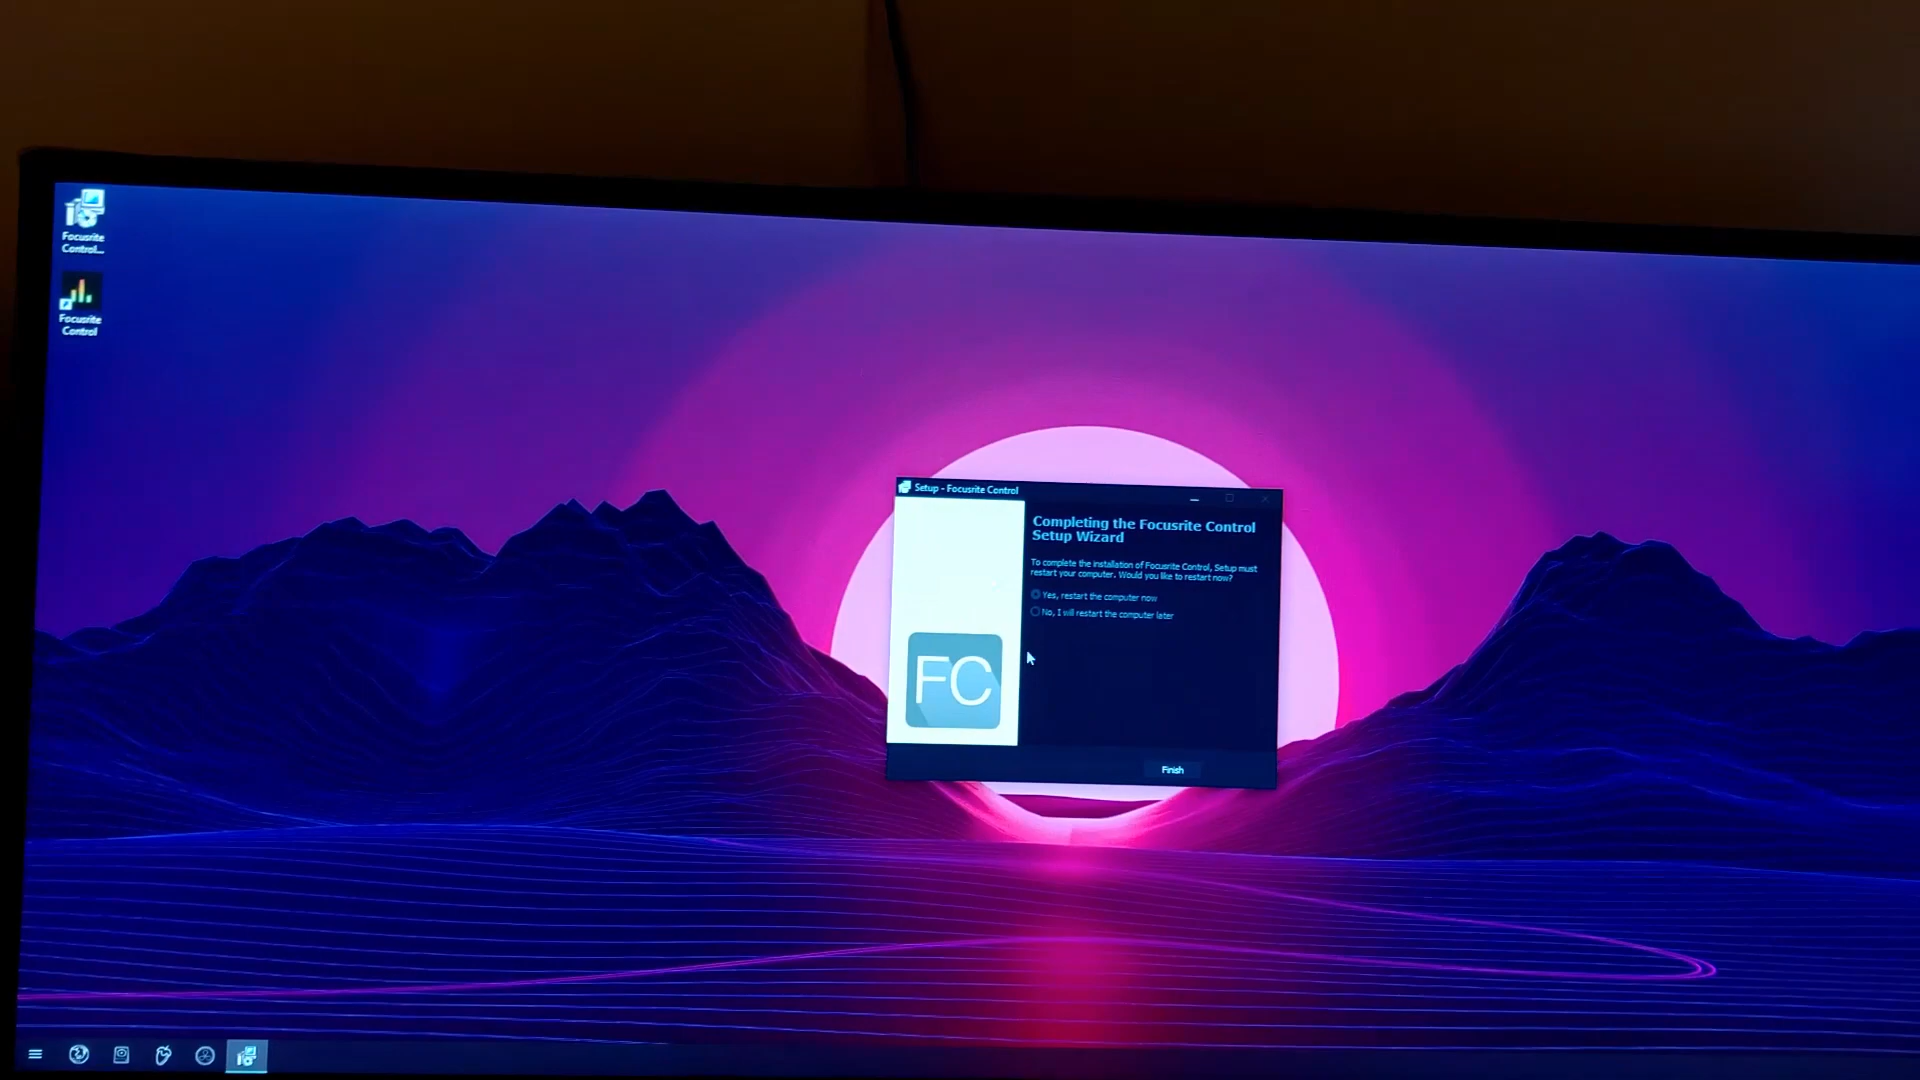 Focusrite
Control...
Focusrite
Control
Setup - Focusrite Control
Completing the Focusrite Control
Setup Wizard
To complete the installation of Focusrite Control, Setup must
restart your computer. Would you like to restart now?
Yes, restart the computer now
No, I will restart the computer later
FC
Finish